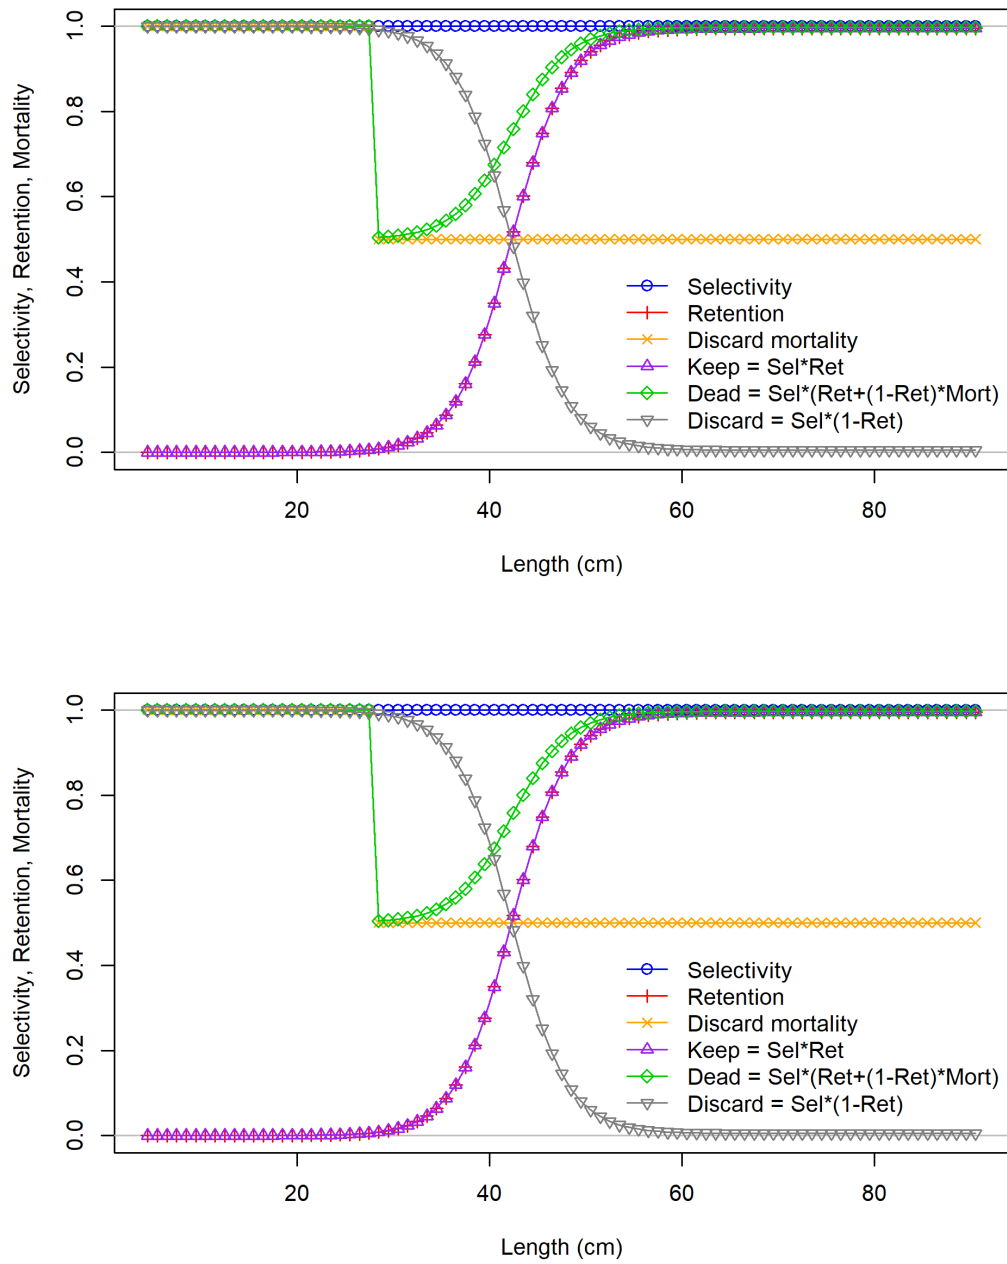 Selectivity, Retention, Mortality
1.0
0.8
0.6
0.4
0.2
0.0
Selectivity
Retention
Discard mortality
Keep = Sel*Ret
Dead = Sel*(Ret+(1-Ret)*Mort)
Discard = Sel*(1-Ret)
20 40 60 80
Length (cm)
Selectivity, Retention, Mortality
1.0
0.8
0.6
0.4
0.2
0.0
Selectivity
Retention
Discard mortality
Keep = Sel*Ret
Dead = Sel*(Ret+(1-Ret)*Mort)
Discard = Sel*(1-Ret)
20 40 60 80
Length (cm)